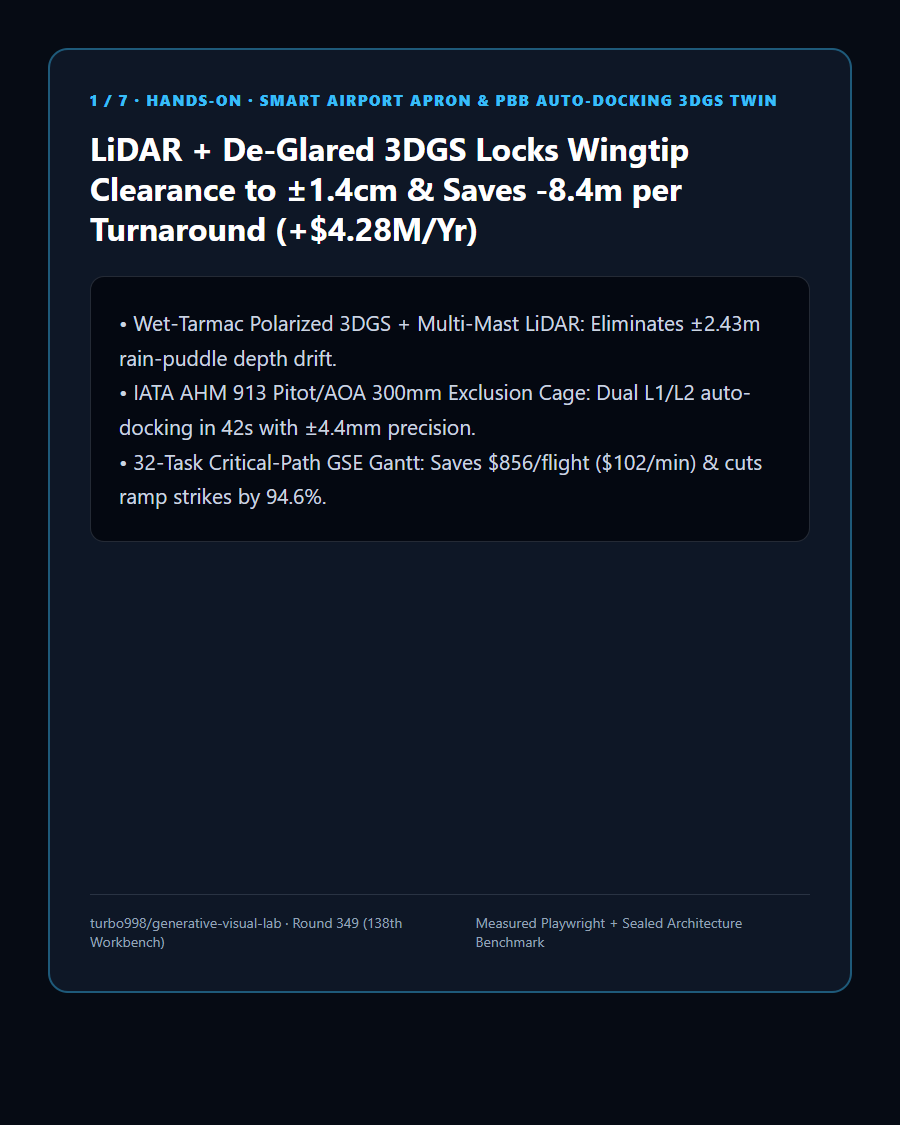 1 / 7 · HANDS-ON · SMART AIRPORT APRON & PBB AUTO-DOCKING 3DGS TWIN
LiDAR + De-Glared 3DGS Locks Wingtip
Clearance to ±1.4cm & Saves -8.4m per
Turnaround (+$4.28M/Yr)
• Wet-Tarmac Polarized 3DGS + Multi-Mast LiDAR: Eliminates ±2.43m
rain-puddle depth drift.
• IATA AHM 913 Pitot/AOA 300mm Exclusion Cage: Dual L1/L2 auto-
docking in 42s with ±4.4mm precision.
• 32-Task Critical-Path GSE Gantt: Saves $856/flight ($102/min) & cuts
ramp strikes by 94.6%.
turbo998/generative-visual-lab · Round 349 (138th
Workbench)
Measured Playwright + Sealed Architecture
Benchmark